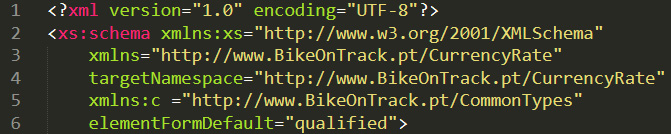 1 <?xml version="1.0" encoding="UTF-8"?>
2 <xs:schema xmlns:xs="http://www.w3.org/2001/XMLSchema"
3 xmlns="http://www.BikeOnTrack.pt/CurrencyRate"
4 targetNamespace="http://www.BikeOnTrack.pt/CurrencyRate"
5 xmlns:c ="http://www.BikeOnTrack.pt/CommonTypes"
6 elementFormDefault="qualified">